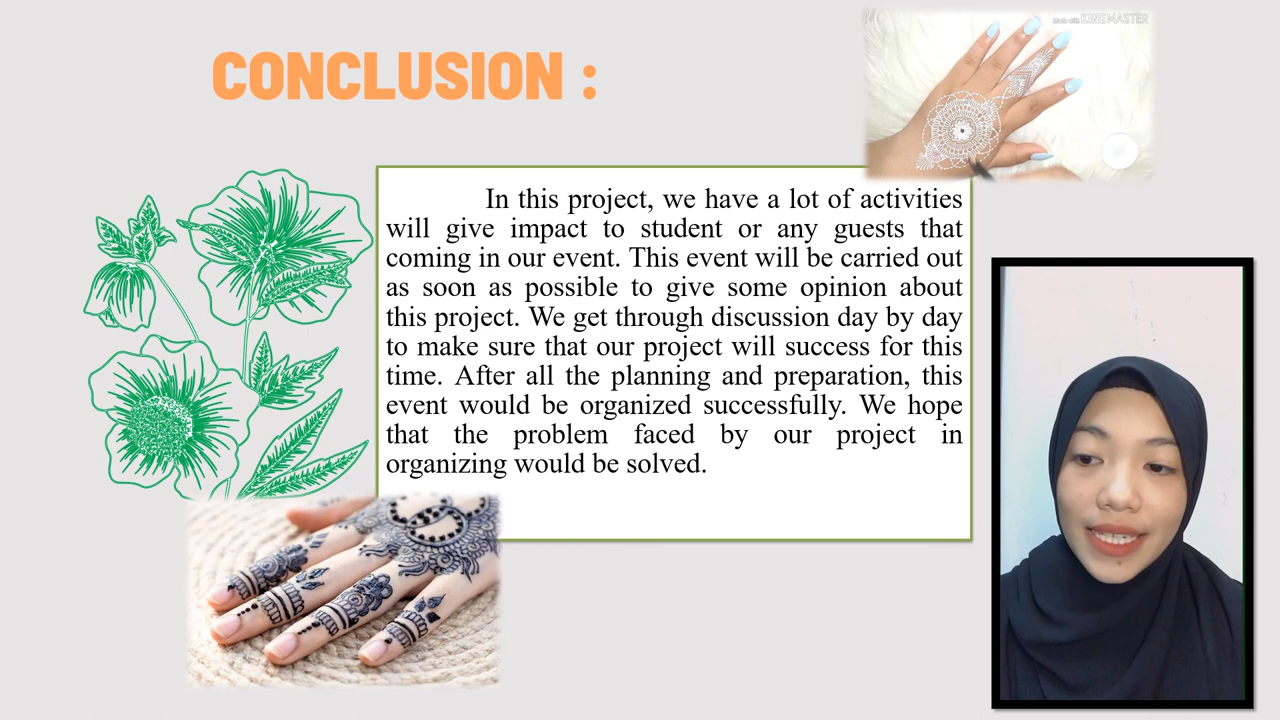 Made with KINEMASTER
CONCLUSION :
In this project, we have a lot of activities
will give impact to student or any guests that
coming in our event. This event will be carried out
as soon as possible to give some opinion about
this project. We get through discussion day by day
to make sure that our project will success for this
time. After all the planning and preparation, this
event would be organized successfully. We hope
that the problem faced by our project in
organizing would be solved.